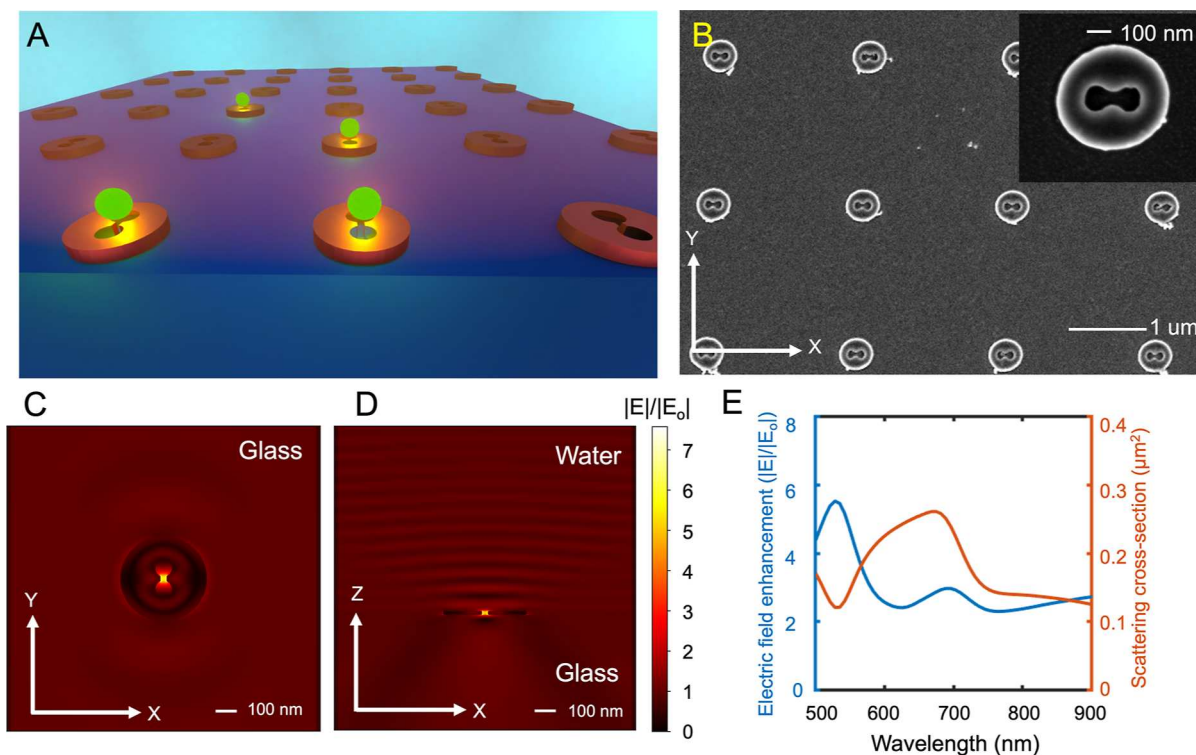 A
B
100 nm
Y
X
1 um
C
Glass
Y
X
100 nm
D
Water
Z
Glass
X
100 nm
|E|/|Eo|
7
6
5
4
3
2
1
0
E
Electric field enhancement (|E|/|Eo|)
8
6
4
2
0
0.4
0.3
0.2
0.1
0
Scattering cross-section (μm²)
500 600 700 800 900
Wavelength (nm)